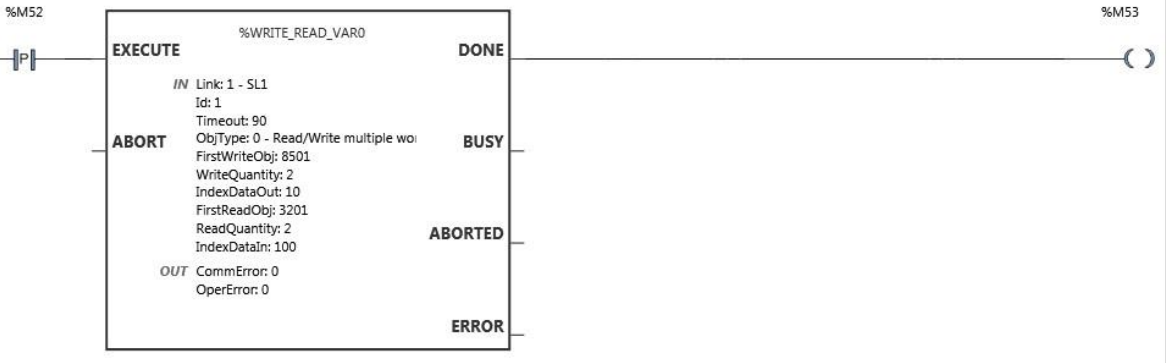 %M52
%M53
%WRITE_READ_VAR0
EXECUTE
DONE
P
IN Link: 1 - SL1
Id: 1
Timeout: 90
ABORT
ObjType: 0 - Read/Write multiple wo
BUSY
FirstWriteObj: 8501
WriteQuantity: 2
IndexDataOut: 10
FirstReadObj: 3201
ReadQuantity: 2
ABORTED
IndexDataIn: 100
OUT CommError: 0
OperError: 0
ERROR